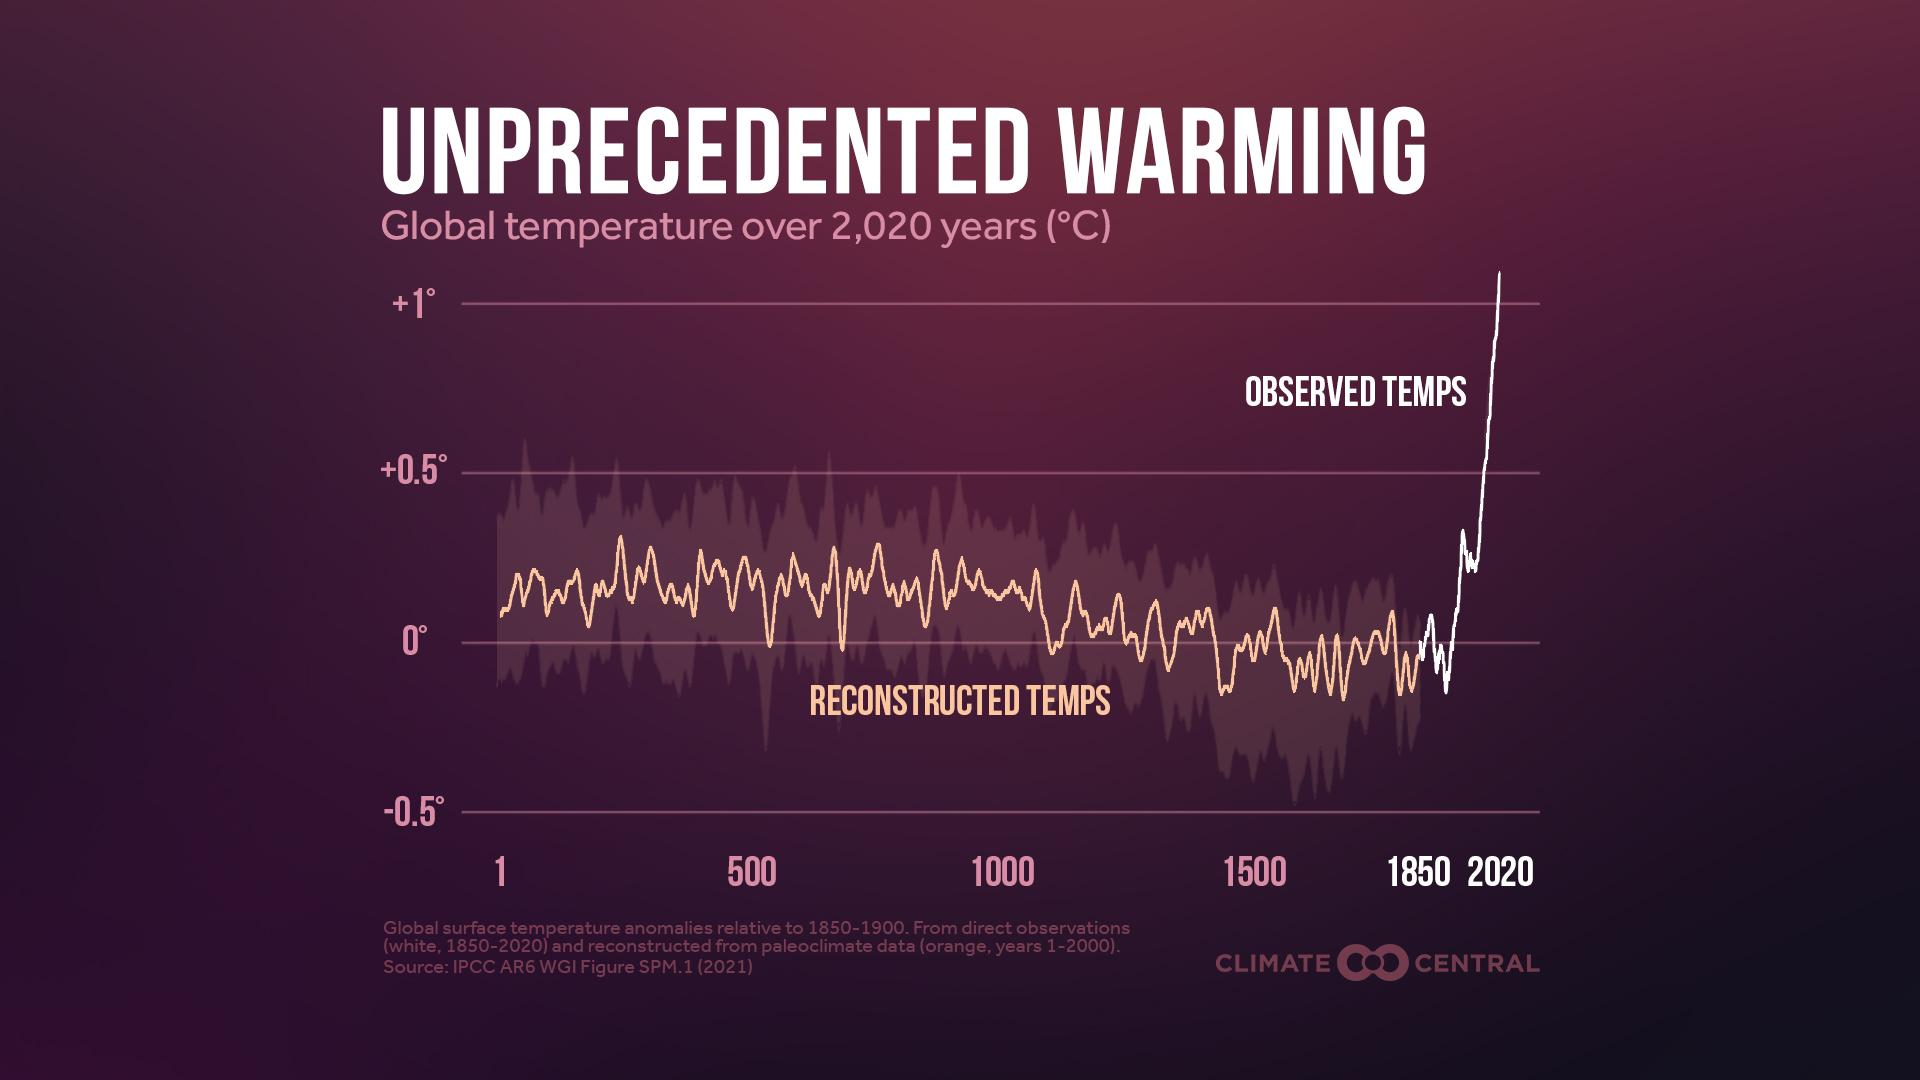 UNPRECEDENTED WARMING
Global temperature over 2,020 years (°C)
+1°
OBSERVED TEMPS
+0.5°
0°
RECONSTRUCTED TEMPS
-0.5°
1 500 1000 1500 1850 2020
Global surface temperature anomalies relative to 1850-1900. From direct observations
(white, 1850-2020) and reconstructed from paleoclimate data (orange, years 1-2000).
Source: IPCC AR6 WGI Figure SPM.1 (2021)
CLIMATE CENTRAL